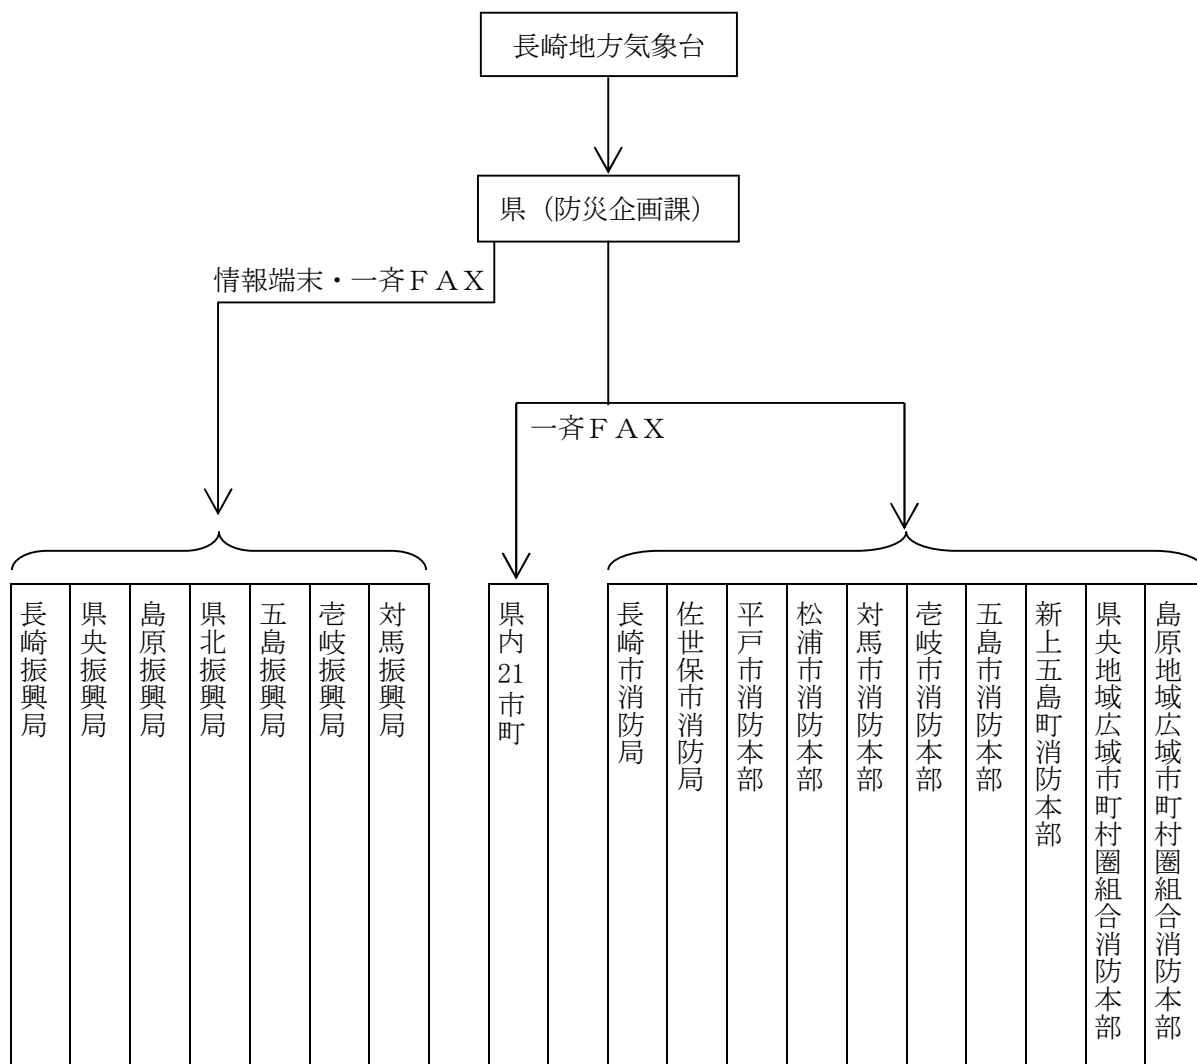 長崎地方気象台
県（防災企画課）
情報端末・一斉ＦＡＸ
一斉ＦＡＸ
長崎振興局
県央振興局
島原振興局
県北振興局
五島振興局
壱岐振興局
対馬振興局
県内21市町
長崎市消防局
佐世保市消防局
平戸市消防本部
松浦市消防本部
対馬市消防本部
壱岐市消防本部
五島市消防本部
新上五島町消防本部
県央地域広域市町村圏組合消防本部
島原地域広域市町村圏組合消防本部